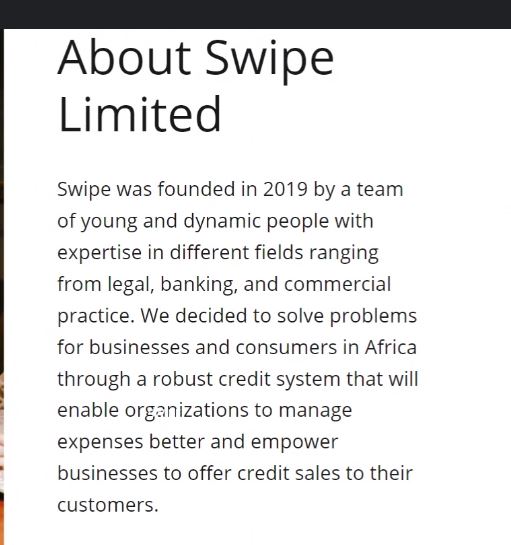 About Swipe
Limited
Swipe was founded in 2019 by a team
of young and dynamic people with
expertise in different fields ranging
from legal, banking, and commercial
practice. We decided to solve problems
for businesses and consumers in Africa
through a robust credit system that will
enable organizations to manage
expenses better and empower
businesses to offer credit sales to their
customers.